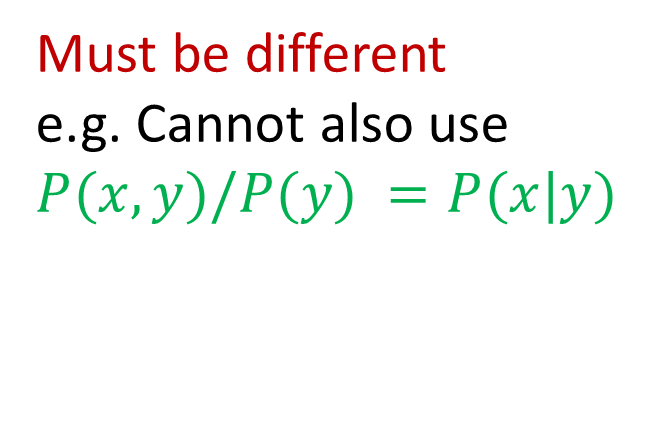 Must be different
e.g. Cannot also use
P(x, y)/P(y) = P(x|y)